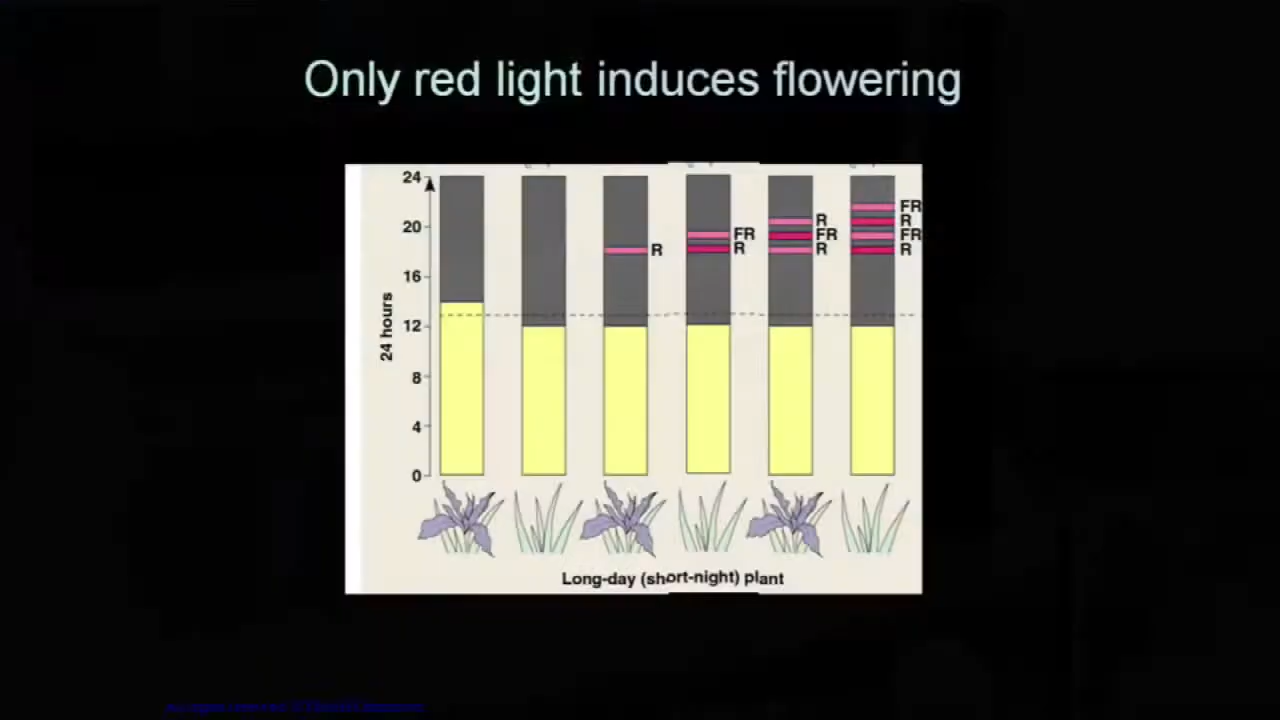 Only red light induces flowering
24
20
16
12
8
4
0
24 hours
R
FR
R
R
FR
R
FR
R
FR
R
Long-day (short-night) plant